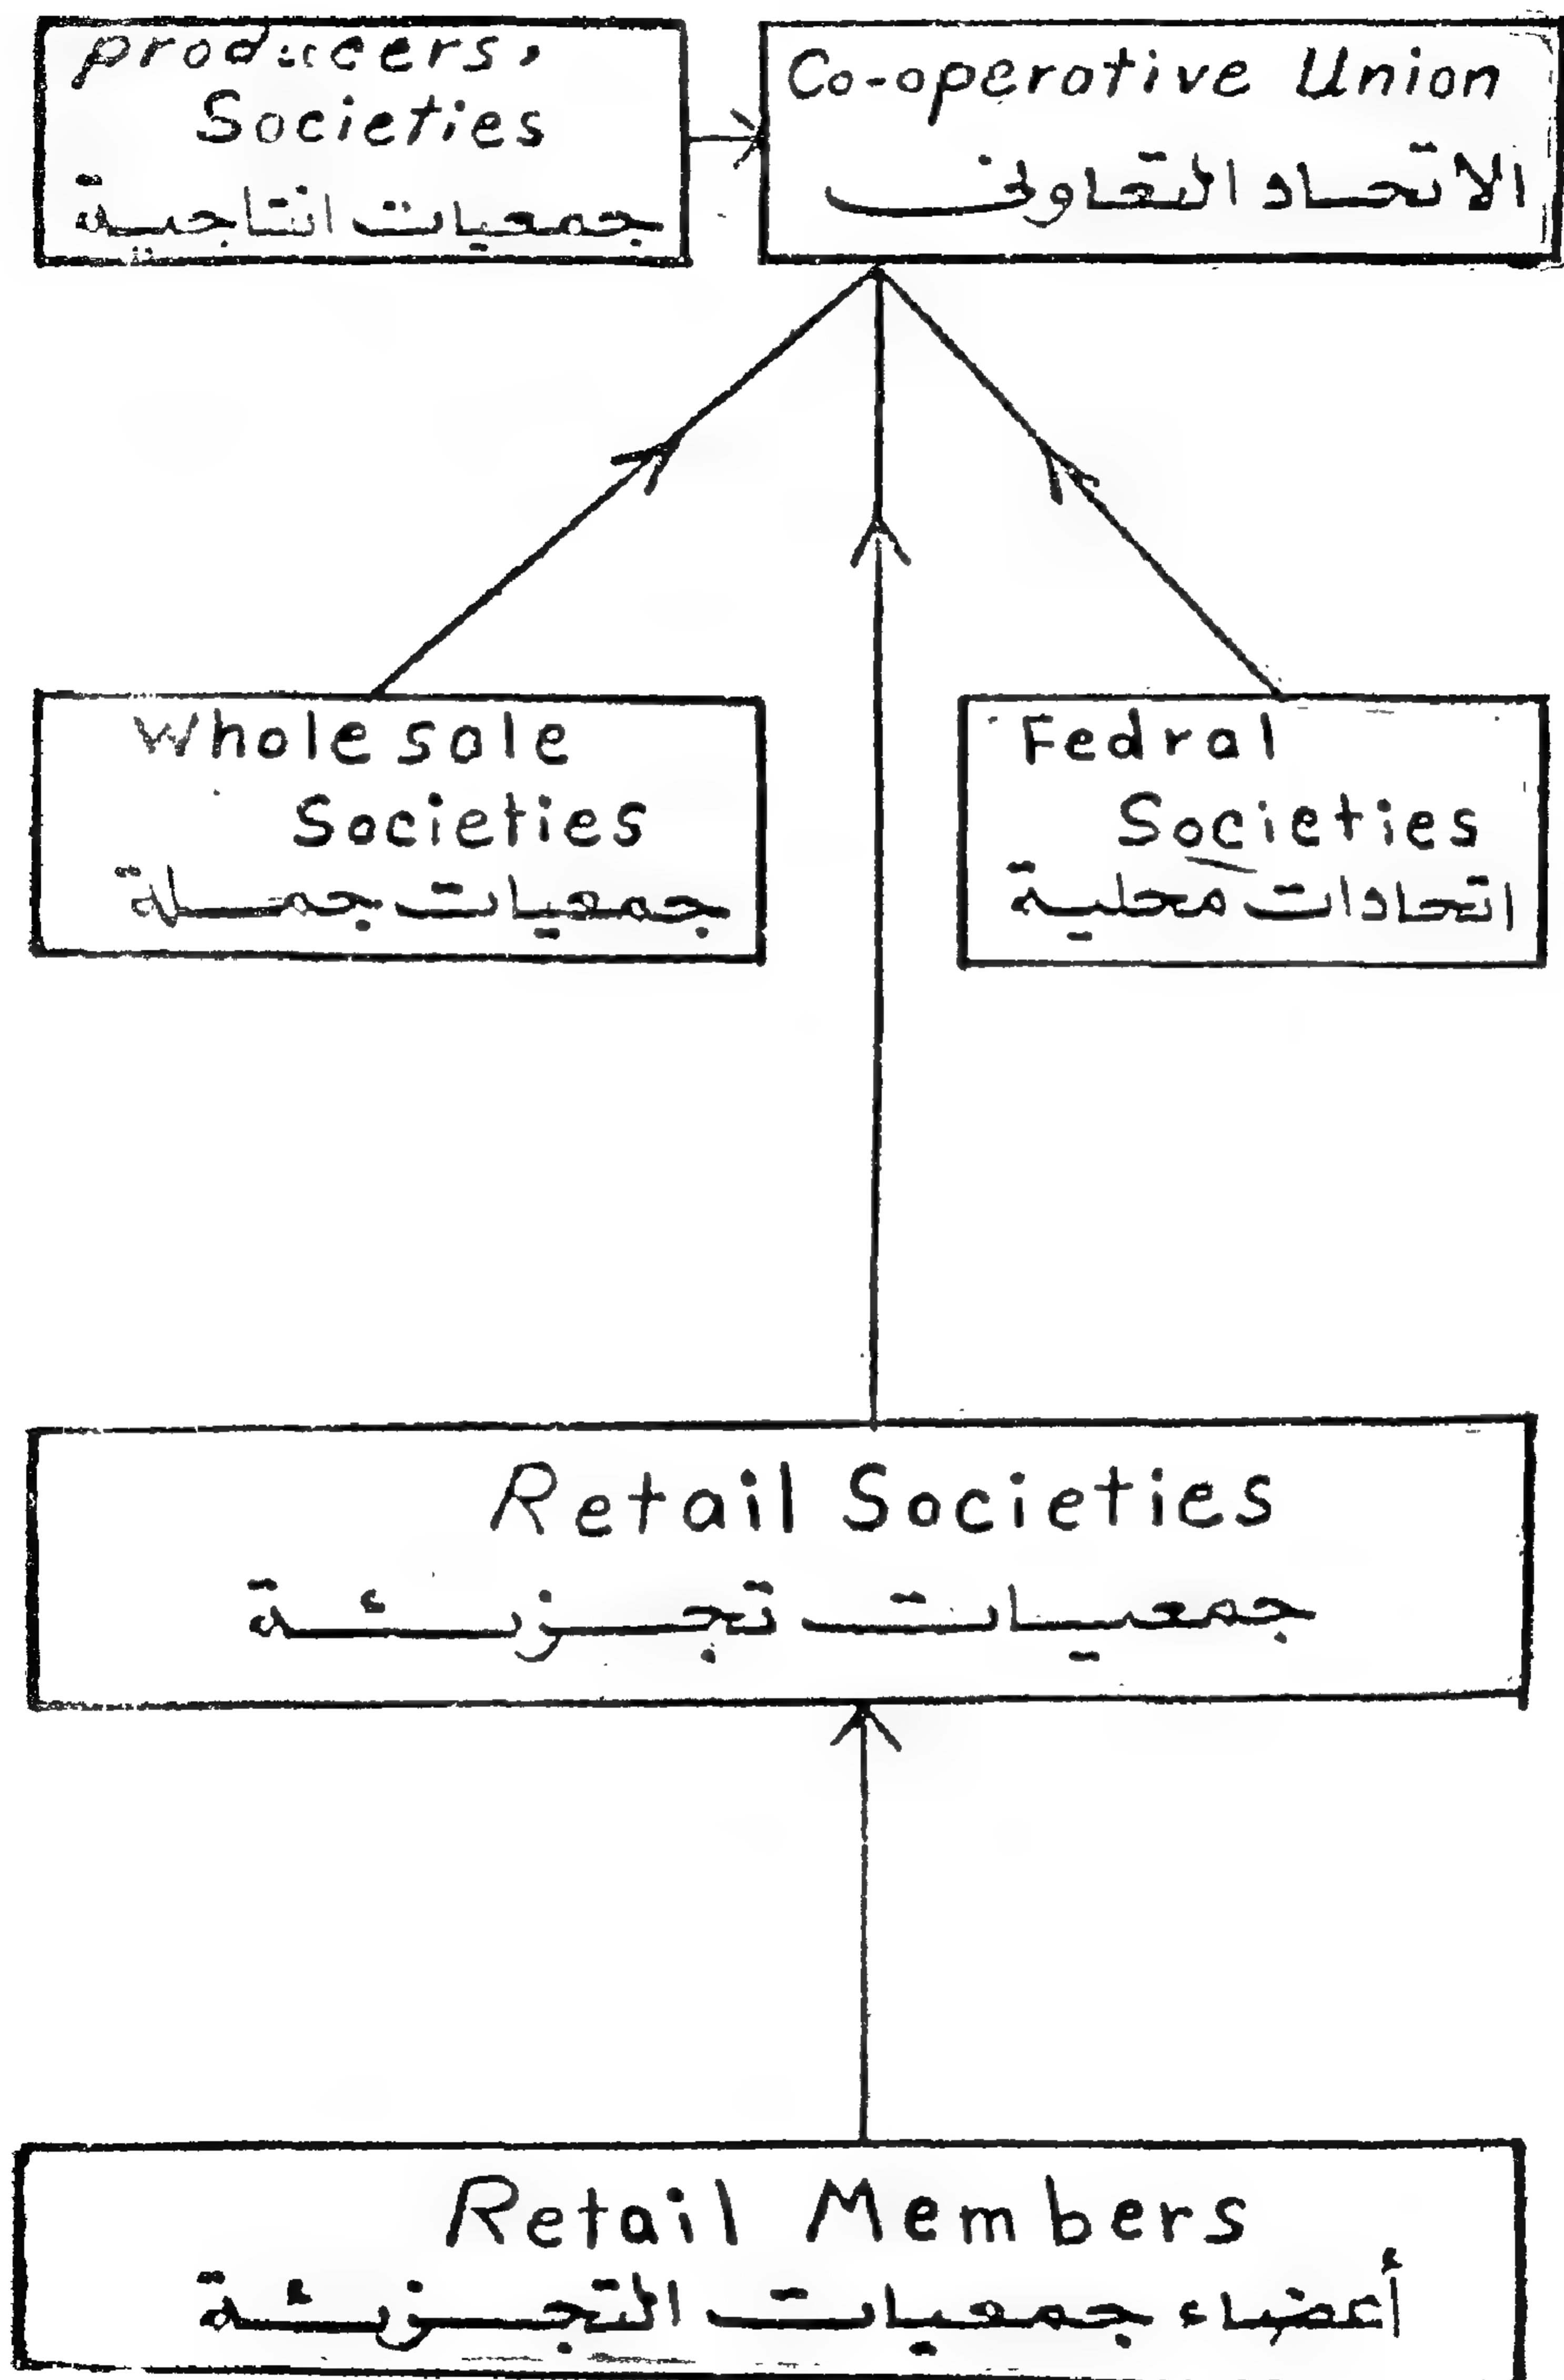 producers,
Societies
جمعيات انتاجية
Co-operative Union
الاتحاد التعاونى
Whole sale
Societies
جمعيات جملة
Fedral
Societies
اتحادات محلية
Retail Societies
جمعيات تجزئة
Retail Members
أعضاء جمعيات التجزئة